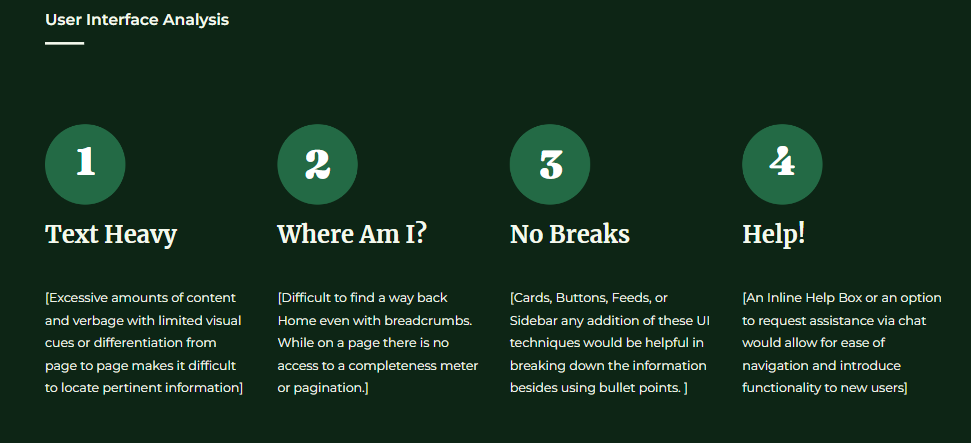 User Interface Analysis
1
Text Heavy
[Excessive amounts of content
and verbage with limited visual
cues or differentiation from
page to page makes it difficult
to locate pertinent information]
2
Where Am I?
[Difficult to find a way back
Home even with breadcrumbs.
While on a page there is no
access to a completeness meter
or pagination.]
3
No Breaks
[Cards, Buttons, Feeds, or
Sidebar any addition of these UI
techniques would be helpful in
breaking down the information
besides using bullet points. ]
4
Help!
[An Inline Help Box or an option
to request assistance via chat
would allow for ease of
navigation and introduce
functionality to new users]